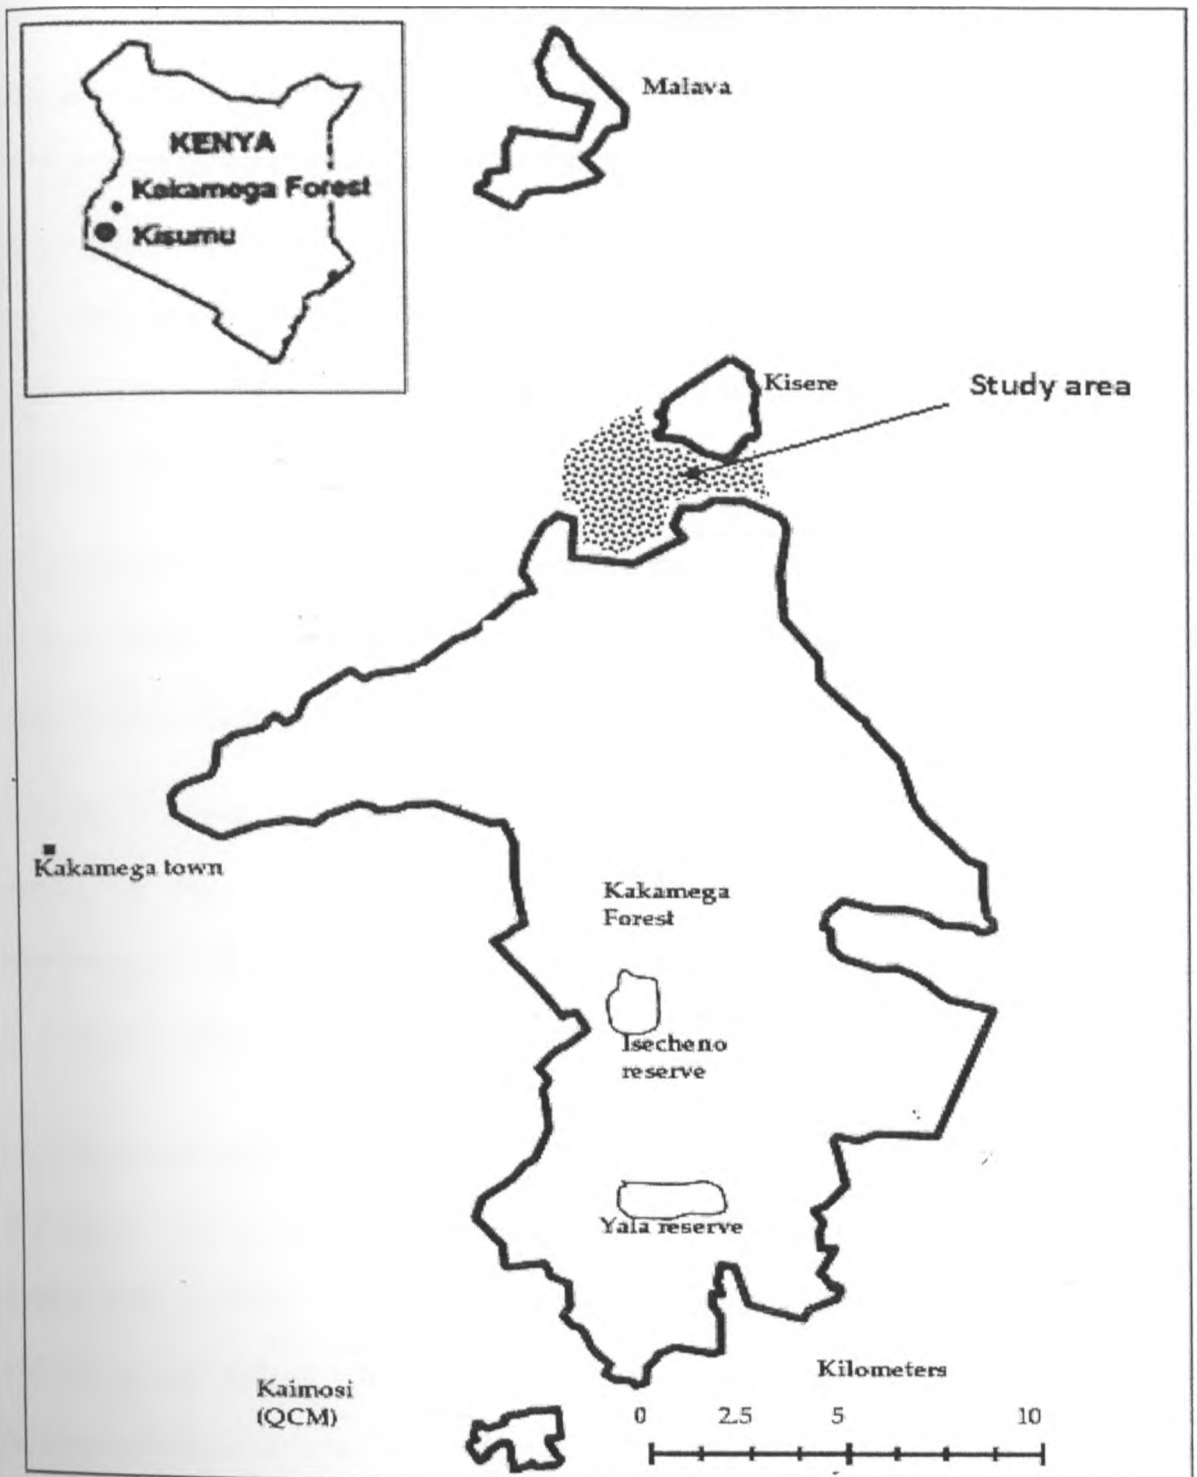 KENYA
Kakamega Forest
Kisumu
Malava
Kisere
Study area
Kakamega town
Kakamega
Forest
Isecheno
reserve
Yala reserve
Kilometers
Kaimosi
(QCM)
0 2.5 5 10